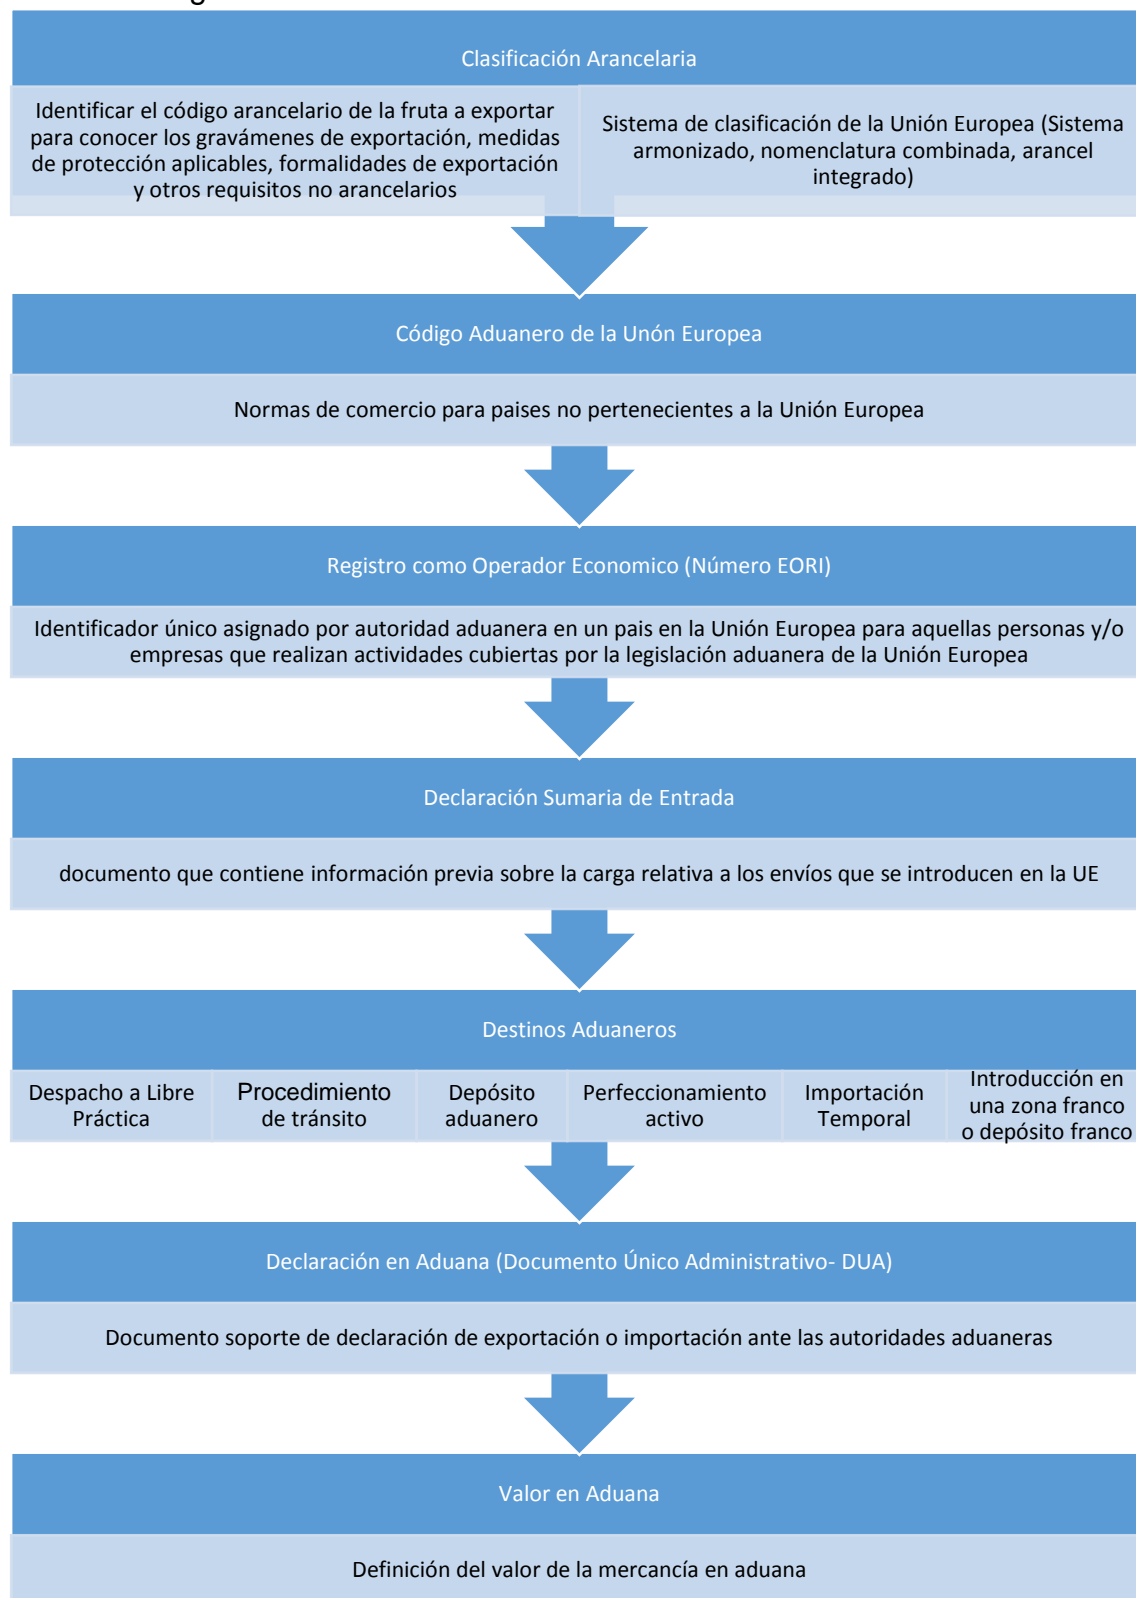 Clasificación Arancelaria
Identificar el código arancelario de la fruta a exportar
para conocer los gravámenes de exportación, medidas
de protección aplicables, formalidades de exportación
y otros requisitos no arancelarios
Sistema de clasificación de la Unión Europea (Sistema
armonizado, nomenclatura combinada, arancel
integrado)
Código Aduanero de la Unón Europea
Normas de comercio para paises no pertenecientes a la Unión Europea
Registro como Operador Economico (Número EORI)
Identificador único asignado por autoridad aduanera en un pais en la Unión Europea para aquellas personas y/o
empresas que realizan actividades cubiertas por la legislación aduanera de la Unión Europea
Declaración Sumaria de Entrada
documento que contiene información previa sobre la carga relativa a los envíos que se introducen en la UE
Destinos Aduaneros
Despacho a Libre
Práctica
Procedimiento
de tránsito
Depósito
aduanero
Perfeccionamiento
activo
Importación
Temporal
Introducción en
una zona franco
o depósito franco
Declaración en Aduana (Documento Único Administrativo- DUA)
Documento soporte de declaración de exportación o importación ante las autoridades aduaneras
Valor en Aduana
Definición del valor de la mercancía en aduana